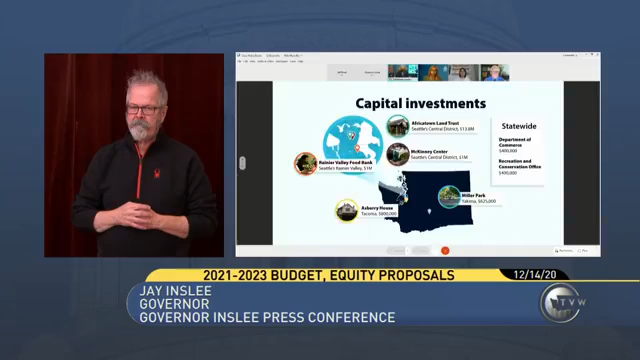 Capital investments
Africatown Land Trust
Seattle's Central District, $13.8M
McKinney Center
Seattle's Central District, $1M
Rainier Valley Food Bank
Seattle's Rainier Valley, $1M
Asberry House
Tacoma, $800,000
Miller Park
Yakima, $625,000
Statewide
Department of
Commerce
$400,000
Recreation and
Conservation Office
$400,000
2021-2023 BUDGET, EQUITY PROPOSALS
12/14/20
JAY INSLEE
GOVERNOR
GOVERNOR INSLEE PRESS CONFERENCE
TVW